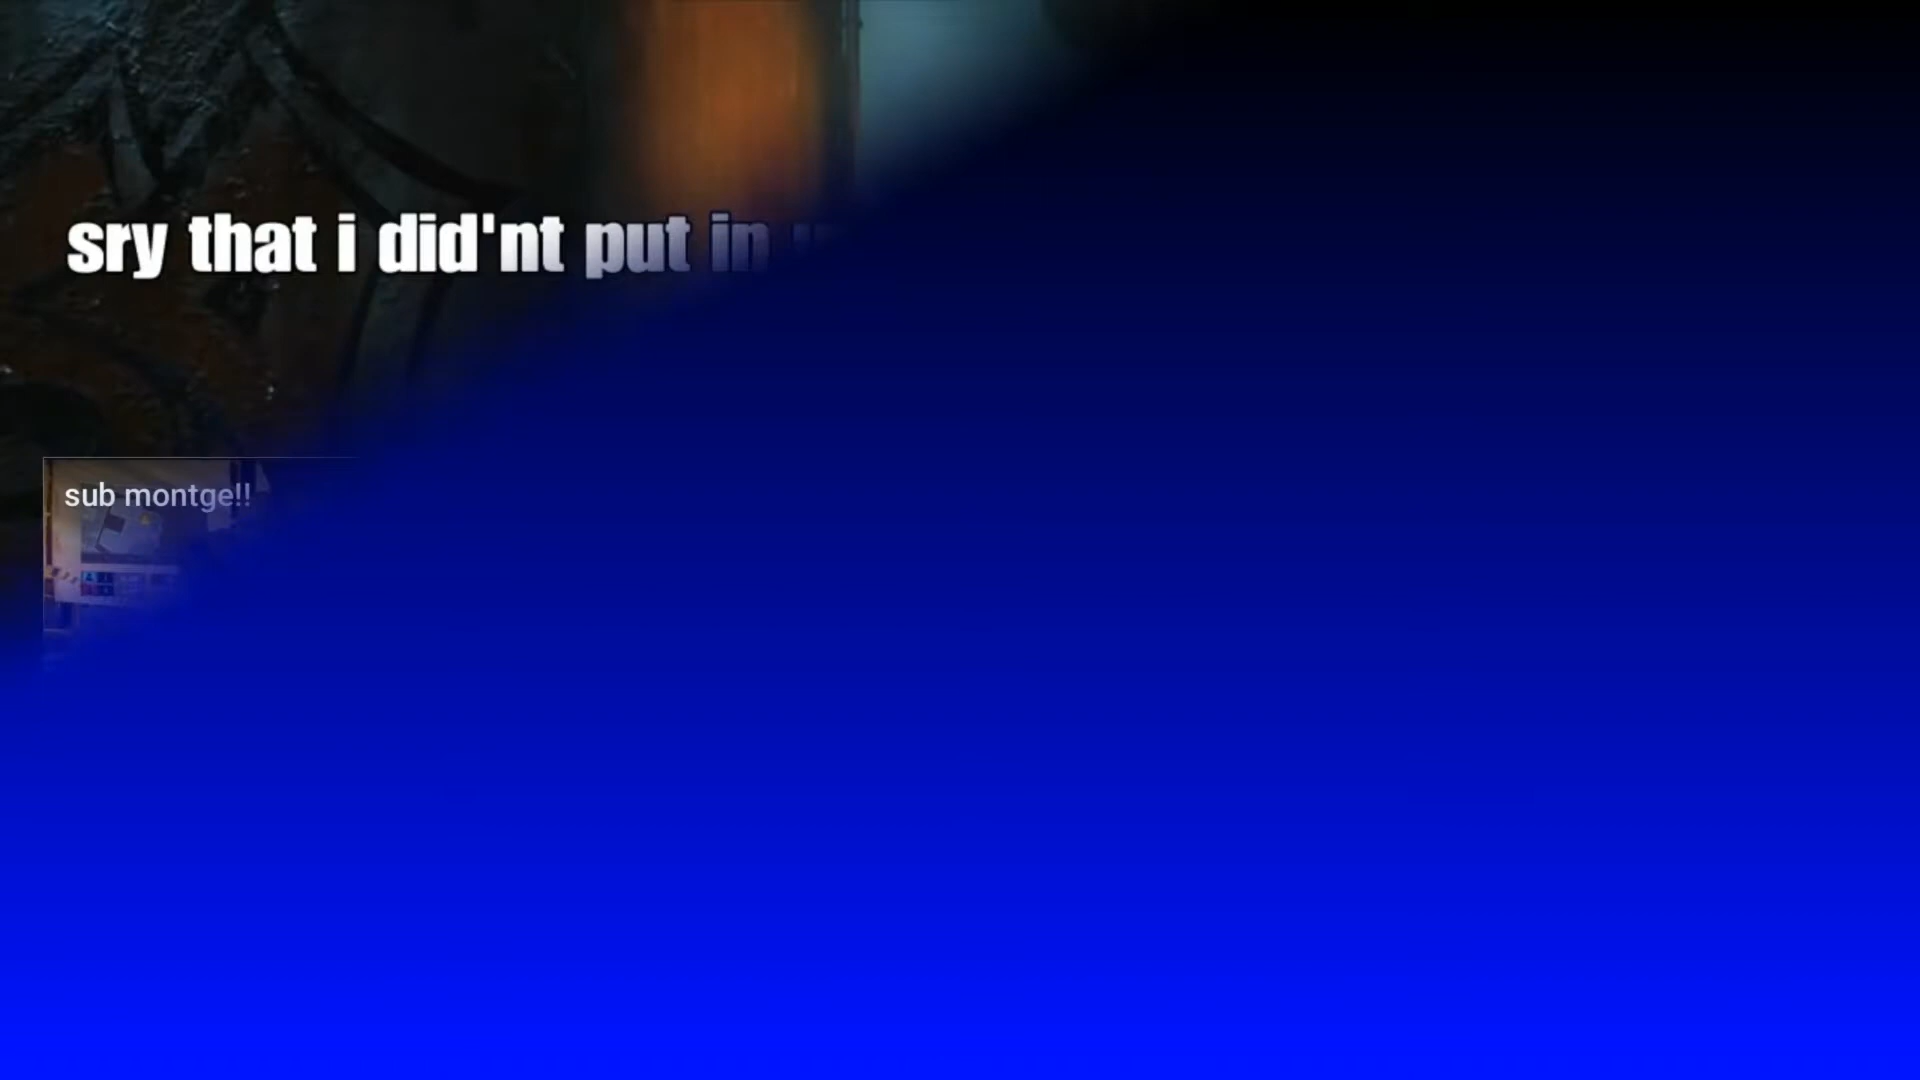 sry that i did'nt put in
sub montge!!